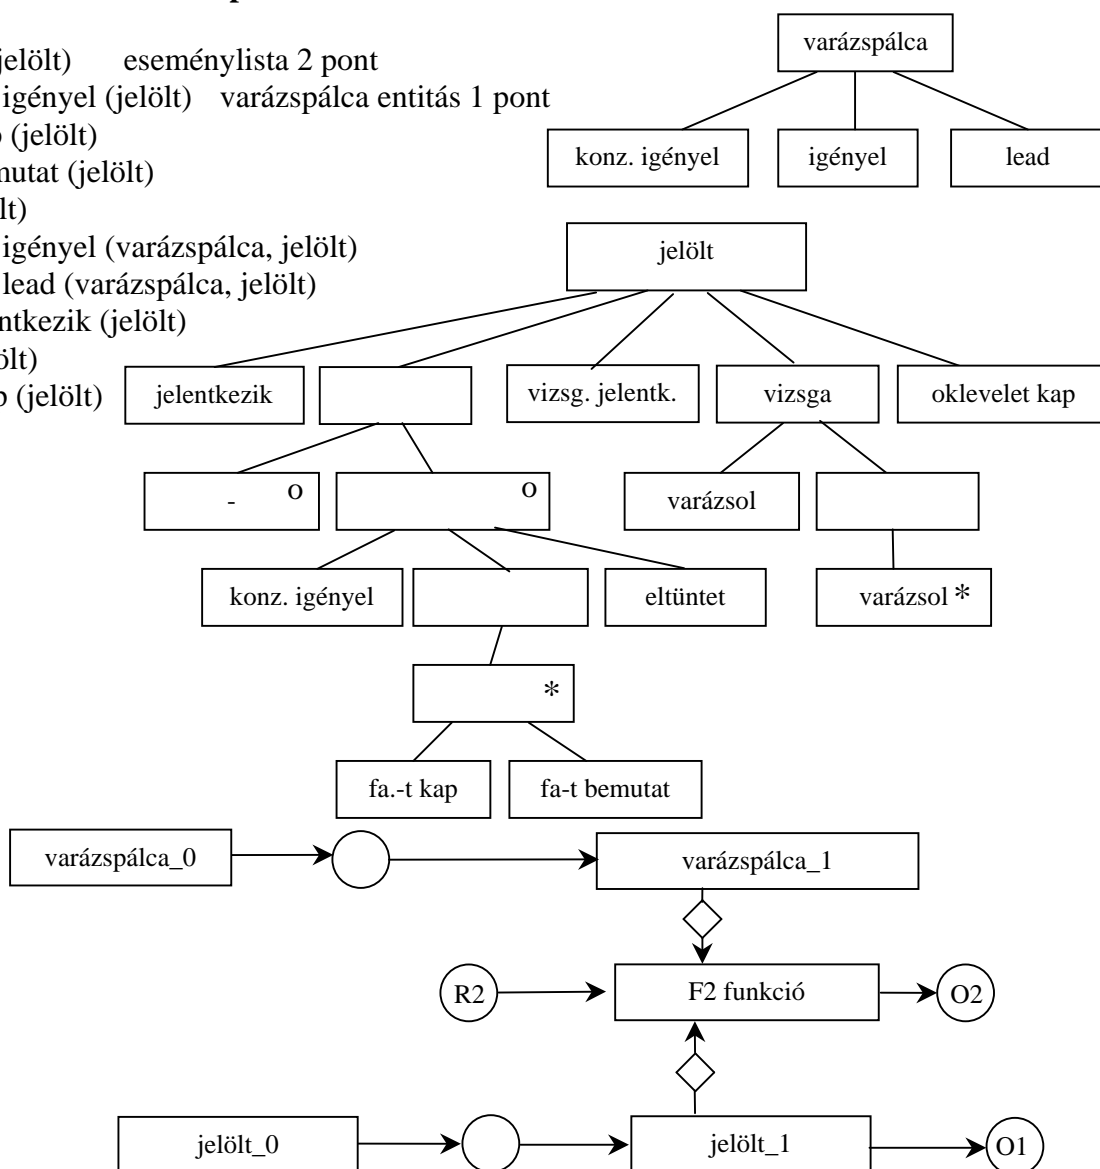 jelölt) eseménylista 2 pont
igényel (jelölt) varázspálca entitás 1 pont
(jelölt)
mutat (jelölt)
lt)
igényel (varázspálca, jelölt)
lead (varázspálca, jelölt)
entkezik (jelölt)
ölt)
p (jelölt)
varázspálca
konz. igényel igényel lead
jelölt
jelentkezik vizsg. jelentk. vizsga oklevelet kap
- o o varázsol
konz. igényel eltüntet varázsol *
*
fa.-t kap fa-t bemutat
varázspálca_0 varázspálca_1
R2 F2 funkció O2
jelölt_0 jelölt_1 O1